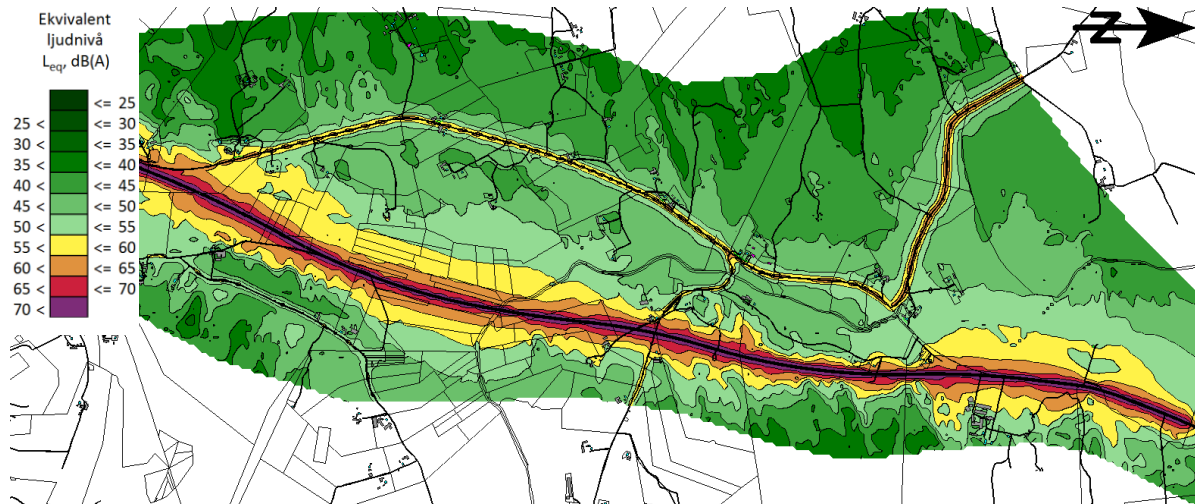 Ekvivalent
ljudnivå
Leq, dB(A)
<= 25
25 < <= 30
30 < <= 35
35 < <= 40
40 < <= 45
45 < <= 50
50 < <= 55
55 < <= 60
60 < <= 65
65 < <= 70
70 <
N